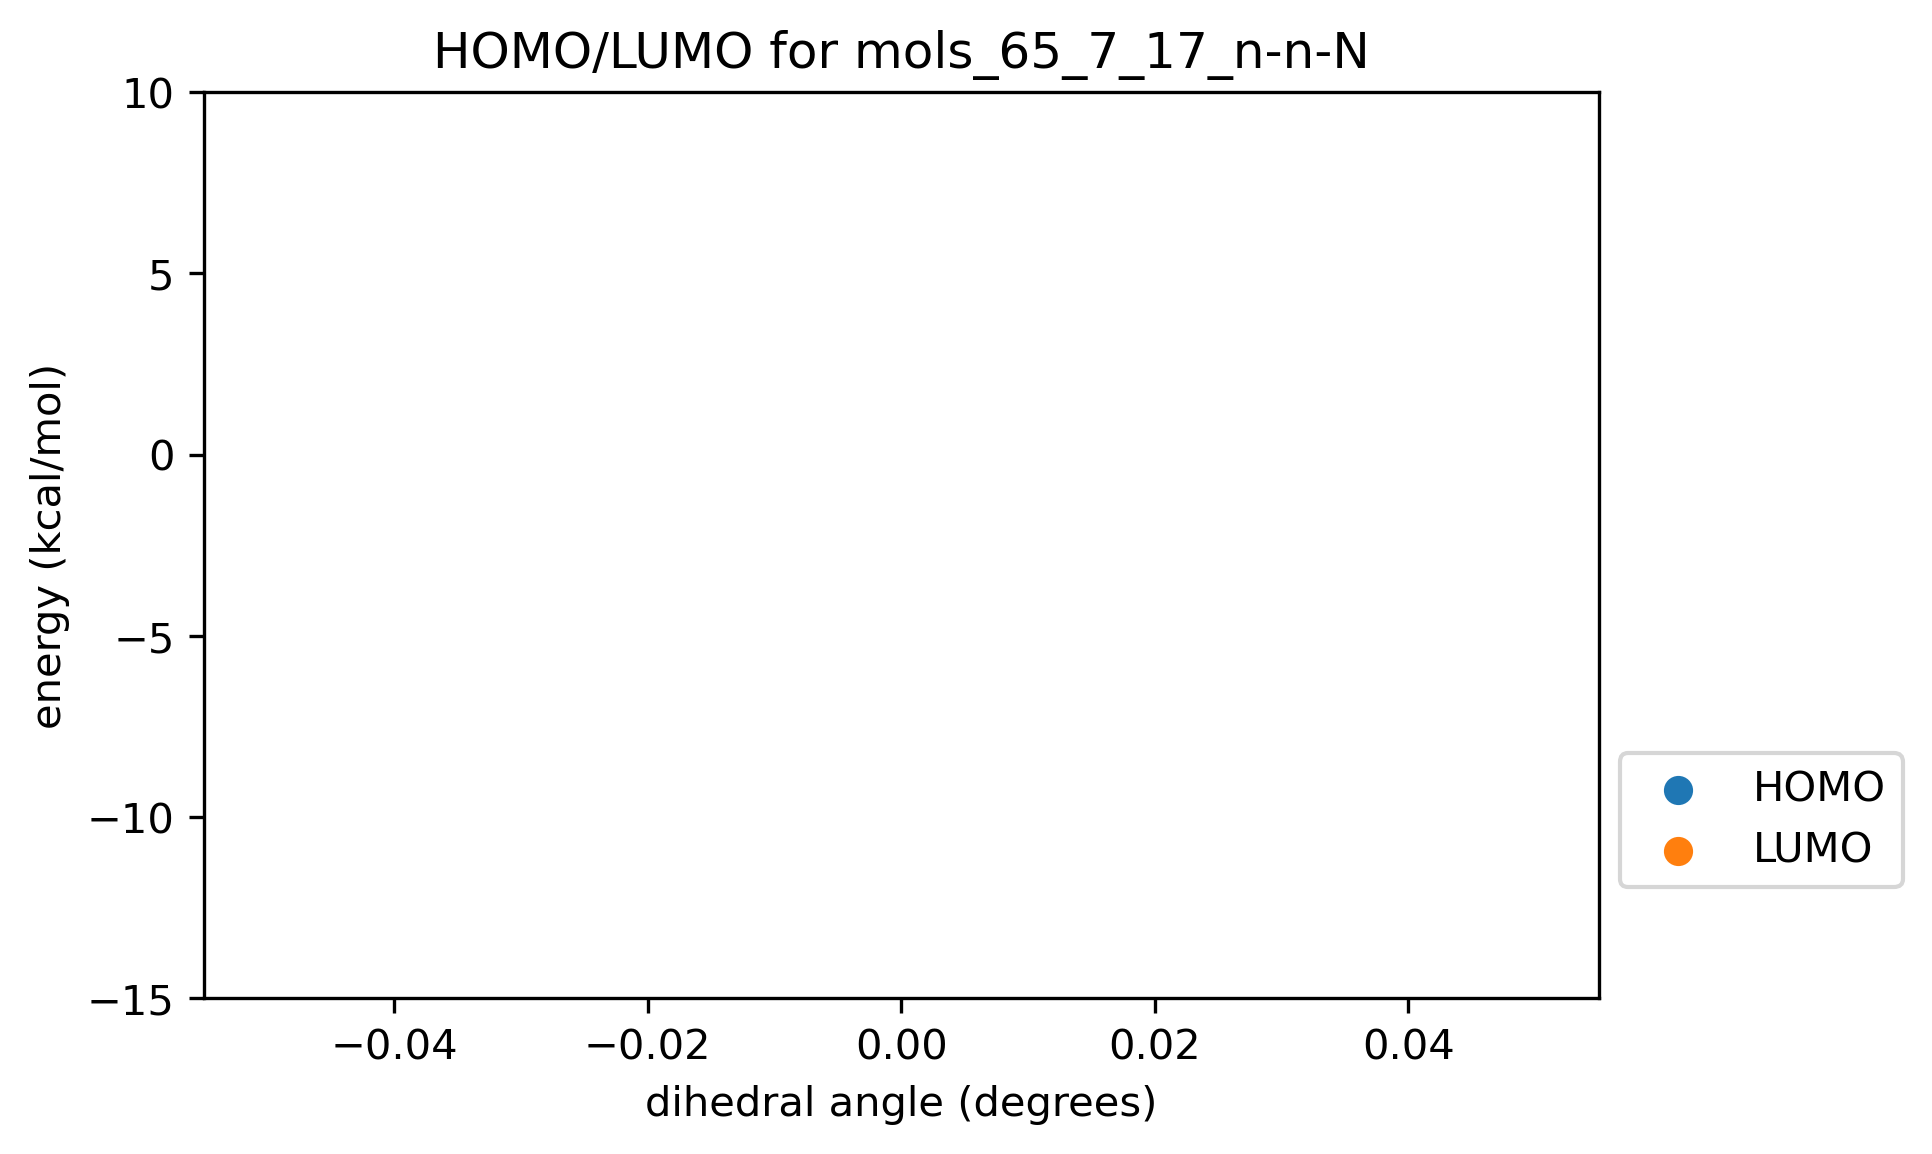 HOMO/LUMO for mols_65_7_17_n-n-N
10
5
0
−5
−10
−15
energy (kcal/mol)
−0.04
−0.02
0.00
0.02
0.04
dihedral angle (degrees)
HOMO
LUMO